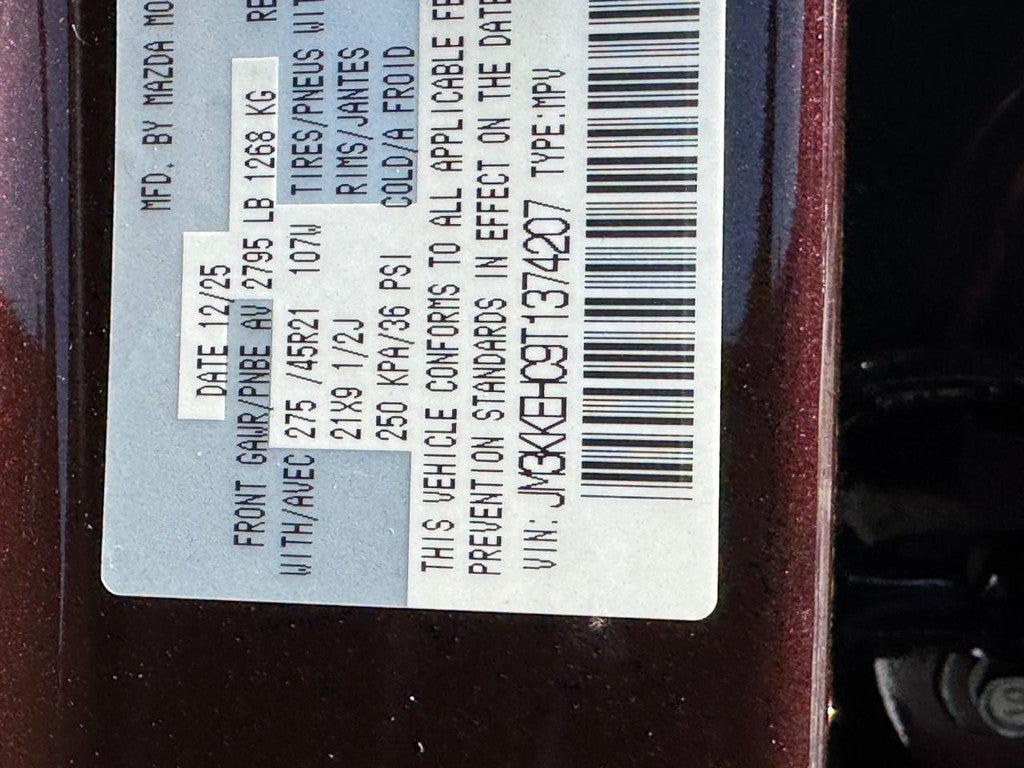 MFD. BY MAZDA MO
DATE 12/25
FRONT GAWR/PNBE AV 2795 LB 1268 KG RE
WITH/AVEC 275 /45R21 107W TIRES/PNEUS WIT
21X9 1/2J RIMS/JANTES
250 KPA/36 PSI COLD/A FROID
THIS VEHICLE CONFORMS TO ALL APPLICABLE FE
PREVENTION STANDARDS IN EFFECT ON THE DATE
VIN: JM3KKEHC9T1374207 TYPE:MPV